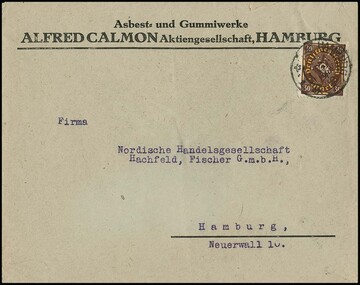 Asbest- und Gummiwerke
ALFRED CALMON Aktiengesellschaft, HAMBURG
Firma
Nordische Handelsgesellschaft
Hachfeld, Fischer G.m.b.H.,
Hamburg,
Neuerwall 10.